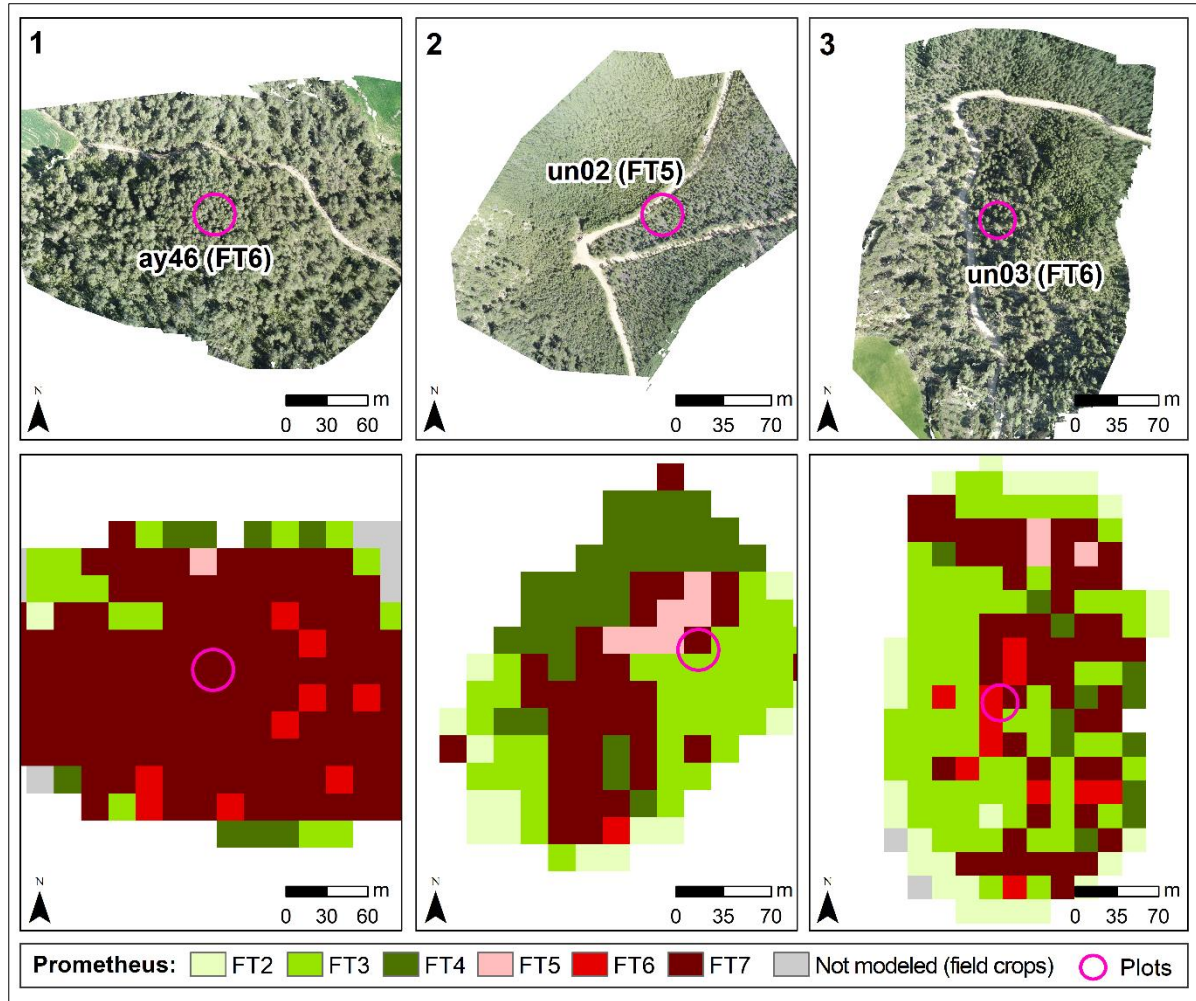 1
ay46 (FT6)
N
m
0 30 60
2
un02 (FT5)
N
m
0 35 70
3
un03 (FT6)
N
m
0 35 70
N
m
0 30 60
N
m
0 35 70
N
m
0 35 70
Prometheus: FT2 FT3 FT4 FT5 FT6 FT7 Not modeled (field crops) Plots